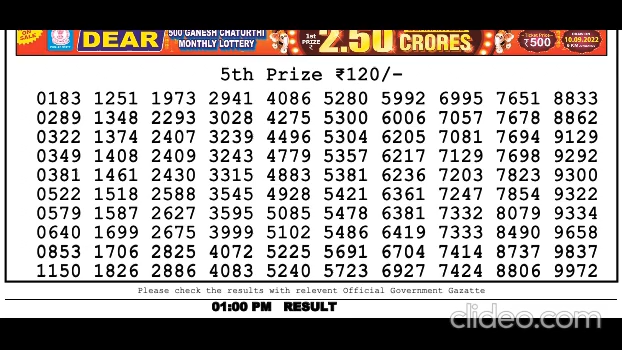 ON SALE
DEAR
500 GANESH CHATURTHI
MONTHLY LOTTERY
1st PRIZE ₹2.50 CRORES
Ticket Price
₹500
10.09.2022
5th Prize ₹120/-
0183 1251 1973 2941 4086 5280 5992 6995 7651 8833
0289 1348 2293 3028 4275 5300 6006 7057 7678 8862
0322 1374 2407 3239 4496 5304 6205 7081 7694 9129
0349 1408 2409 3243 4779 5357 6217 7129 7698 9292
0381 1461 2430 3315 4883 5381 6236 7203 7823 9300
0522 1518 2588 3545 4928 5421 6361 7247 7854 9322
0579 1587 2627 3595 5085 5478 6381 7332 8079 9334
0640 1699 2675 3999 5102 5486 6419 7333 8490 9658
0853 1706 2825 4072 5225 5691 6704 7414 8737 9837
1150 1826 2886 4083 5240 5723 6927 7424 8806 9972
Please check the results with relevent Official Government Gazatte
01:00 PM RESULT
clideo.com